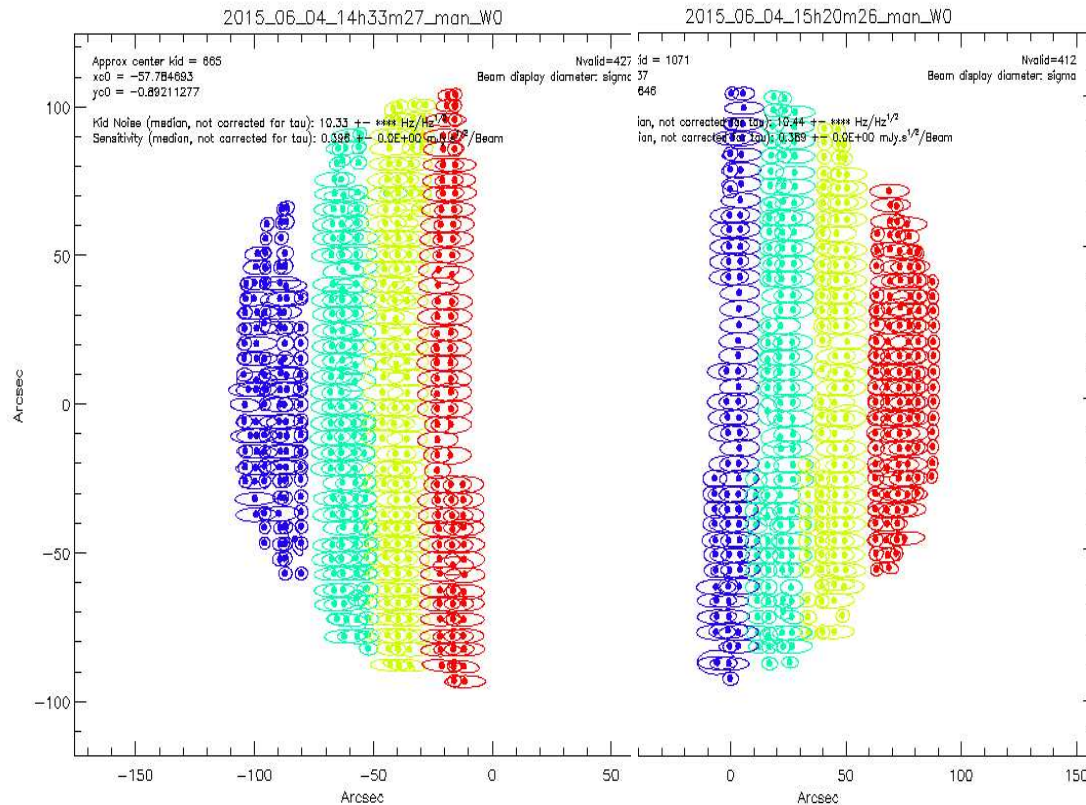 2015_06_04_14h33m27_man_W0
Approx center kid = 665
Nvalid=427
xc0 = -57.784693
Beam display diameter: sigma
yc0 = -0.89211277
Kid Noise (median, not corrected for tau): 10.33 +- **** Hz/Hz1/2
Sensitivity (median, not corrected for tau): 0.396 +- 0.0E+00 mJy.s1/2/Beam
100
50
0
-50
-100
Arcsec
-150
-100
-50
0
Arcsec
2015_06_04_15h20m26_man_W0
id = 1071
Nvalid=412
37
Beam display diameter: sigma
646
ian, not corrected for tau): 10.44 +- **** Hz/Hz1/2
ian, not corrected for tau): 0.389 +- 0.0E+00 mJy.s1/2/Beam
0
50
100
150
Arcsec